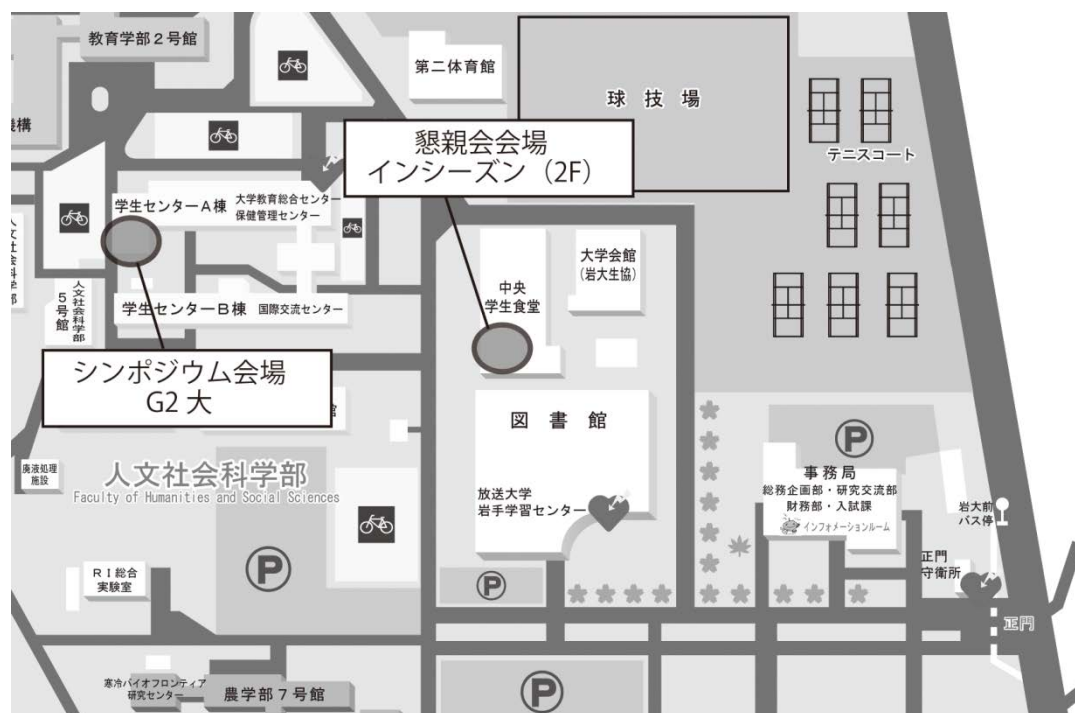 教育学部2号館
機構
第二体育館
球技場
テニスコート
懇親会会場
インシーズン（2F）
学生センターA棟
大学教育総合センター
保健管理センター
学生センターB棟 国際交流センター
人文社会科学部
人文社会科学部
5号館
大学会館
（岩大生協）
中央
学生食堂
シンポジウム会場
G2 大
館
図書館
放送大学
岩手学習センター
廃液処理
施設
人文社会科学部
Faculty of Humanities and Social Sciences
RI総合
実験室
P
P
P
P
事務局
総務企画部・研究交流部
財務部・入試課
インフォメーションルーム
岩大前
バス停
正門
守衛所
正門
寒冷バイオフロンティア
研究センター
農学部7号館